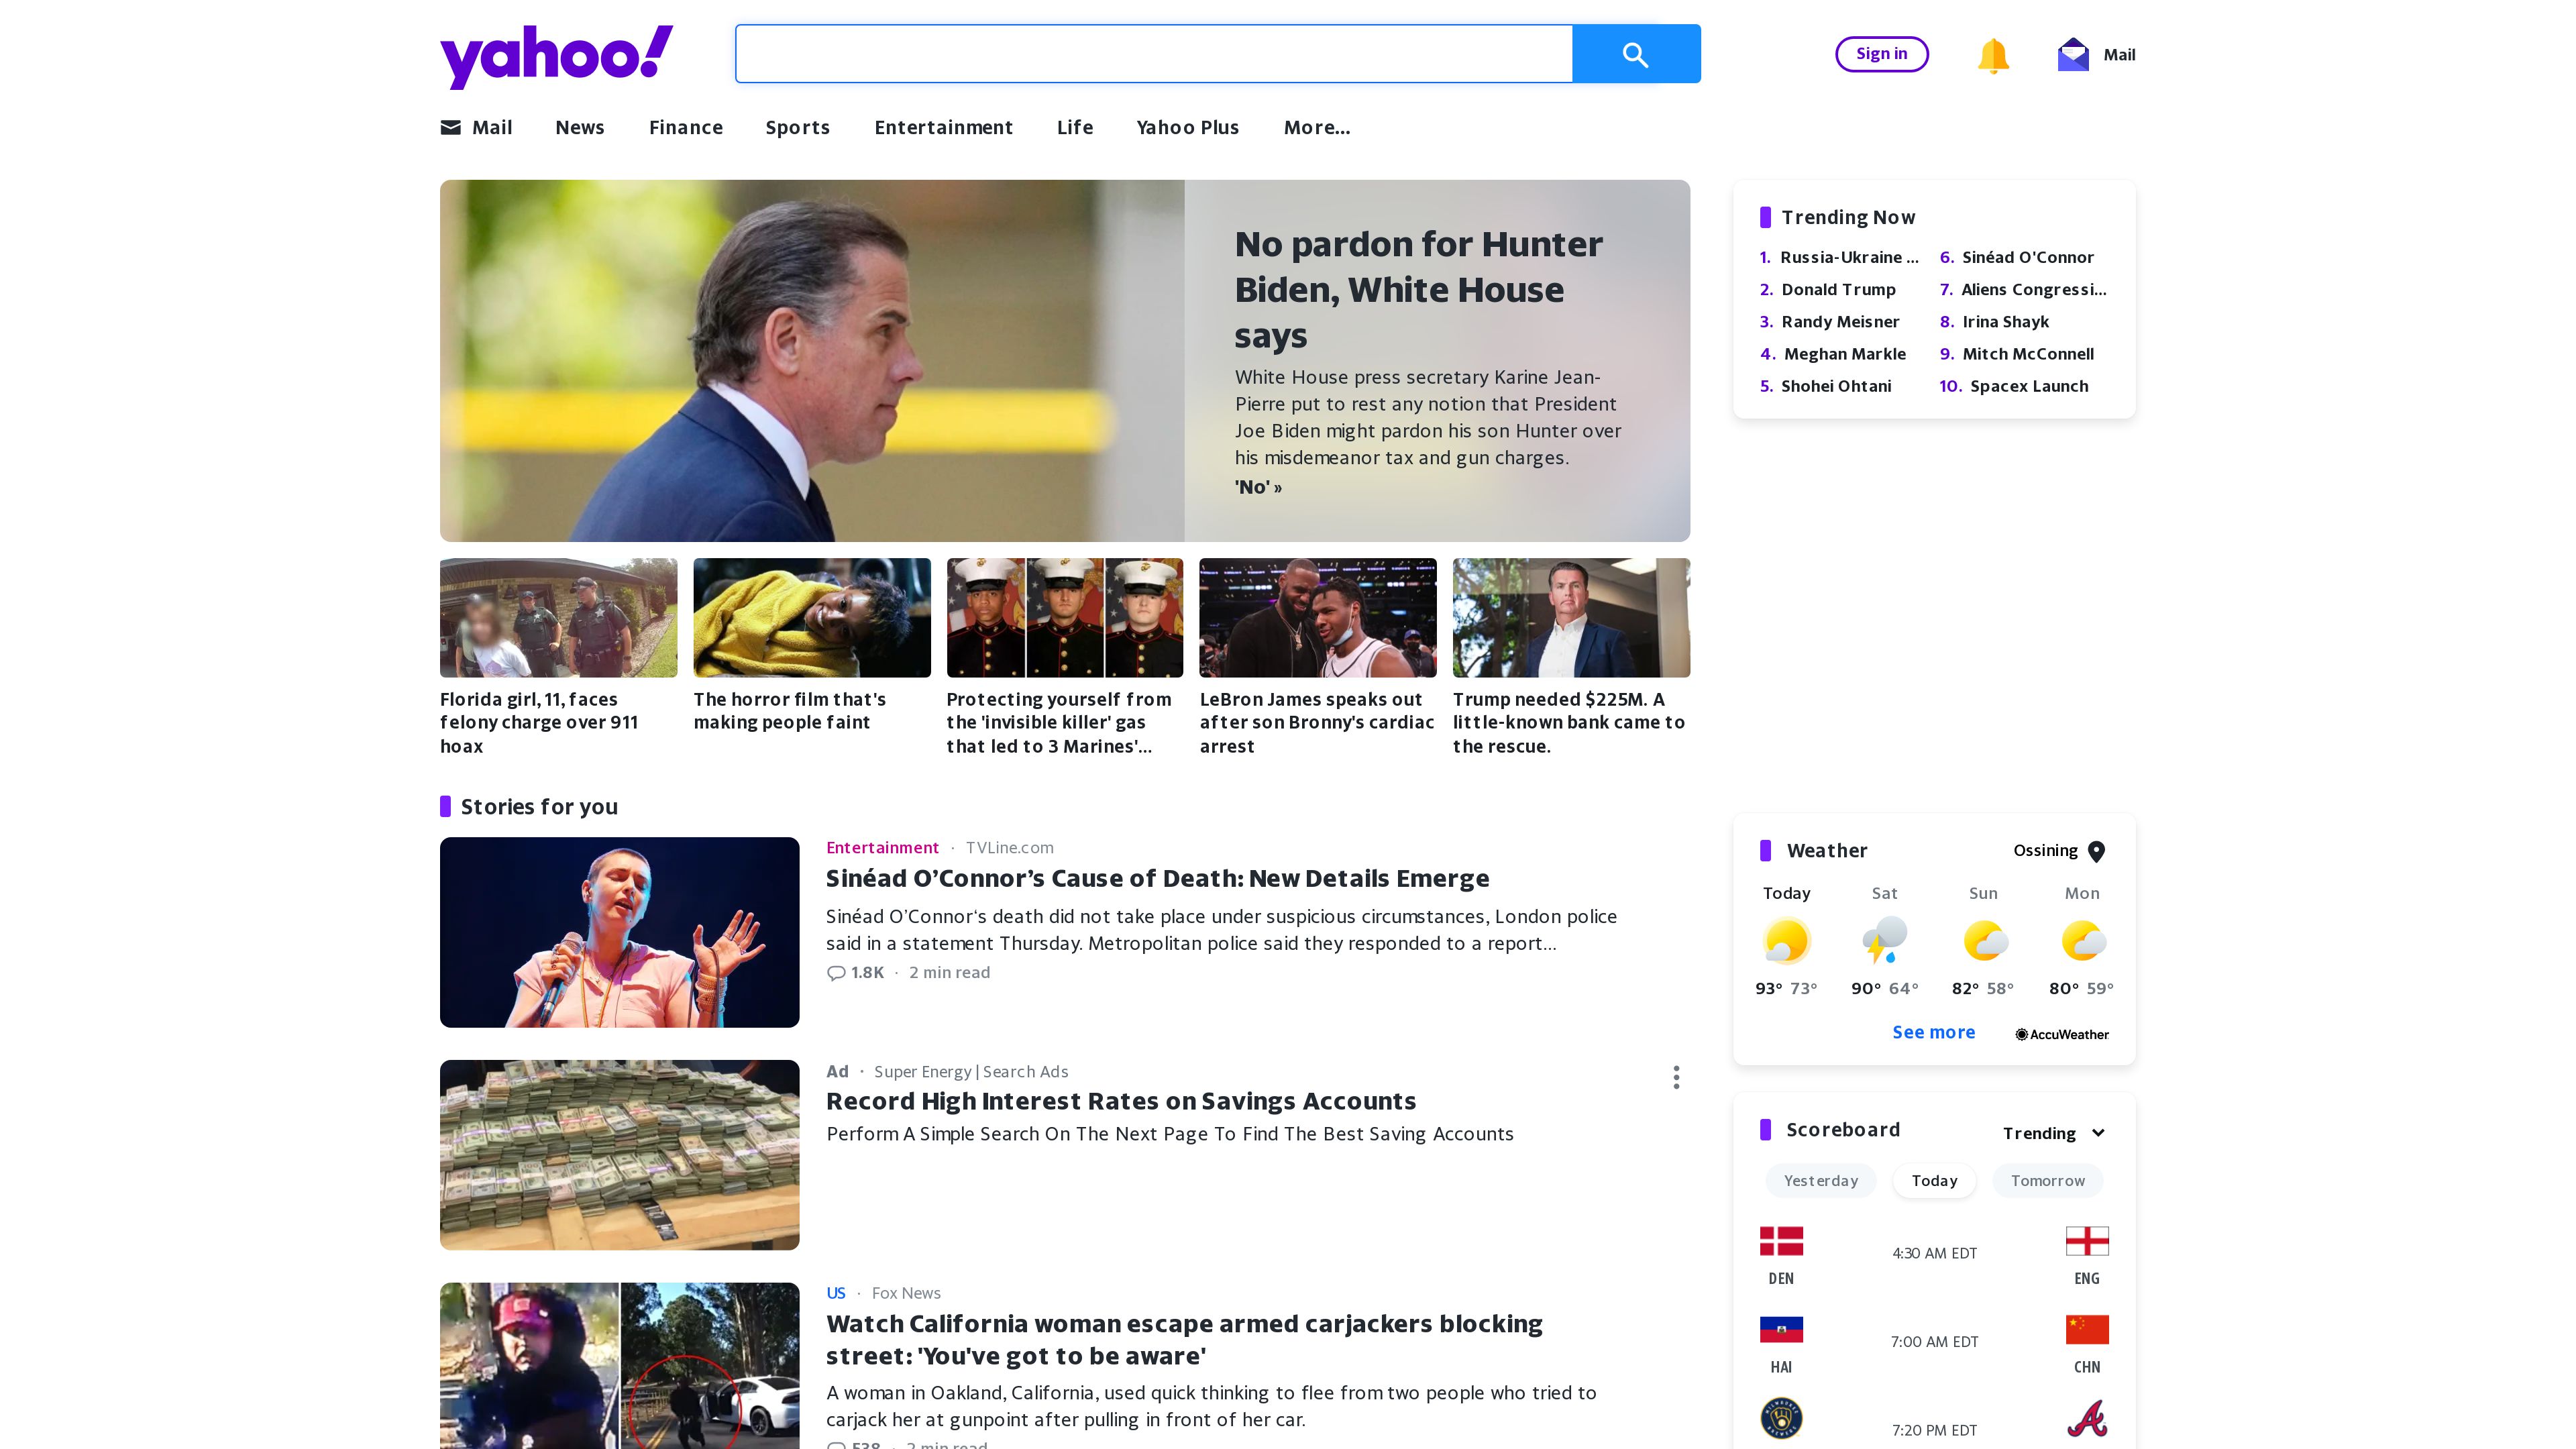 yahoo!
Sign in
Mail
Mail
News
Finance
Sports
Entertainment
Life
Yahoo Plus
More...
No pardon for Hunter
Biden, White House
says
White House press secretary Karine Jean-
Pierre put to rest any notion that President
Joe Biden might pardon his son Hunter over
his misdemeanor tax and gun charges.
'No' »
Trending Now
1. Russia-Ukraine ...
2. Donald Trump
3. Randy Meisner
4. Meghan Markle
5. Shohei Ohtani
6. Sinéad O'Connor
7. Aliens Congressi...
8. Irina Shayk
9. Mitch McConnell
10. Spacex Launch
Florida girl, 11, faces
felony charge over 911
hoax
The horror film that's
making people faint
Protecting yourself from
the 'invisible killer' gas
that led to 3 Marines'...
LeBron James speaks out
after son Bronny's cardiac
arrest
Trump needed $225M. A
little-known bank came to
the rescue.
Stories for you
Entertainment · TVLine.com
Sinéad O’Connor’s Cause of Death: New Details Emerge
Sinéad O’Connor‘s death did not take place under suspicious circumstances, London police
said in a statement Thursday. Metropolitan police said they responded to a report...
1.8K · 2 min read
Ad · Super Energy | Search Ads
Record High Interest Rates on Savings Accounts
Perform A Simple Search On The Next Page To Find The Best Saving Accounts
US · Fox News
Watch California woman escape armed carjackers blocking
street: 'You've got to be aware'
A woman in Oakland, California, used quick thinking to flee from two people who tried to
carjack her at gunpoint after pulling in front of her car.
538 · 2 min read
Weather
Ossining
Today Sat Sun Mon
93° 73° 90° 64° 82° 58° 80° 59°
See more
AccuWeather
Scoreboard
Trending
Yesterday Today Tomorrow
4:30 AM EDT
DEN ENG
7:00 AM EDT
HAI CHN
7:20 PM EDT